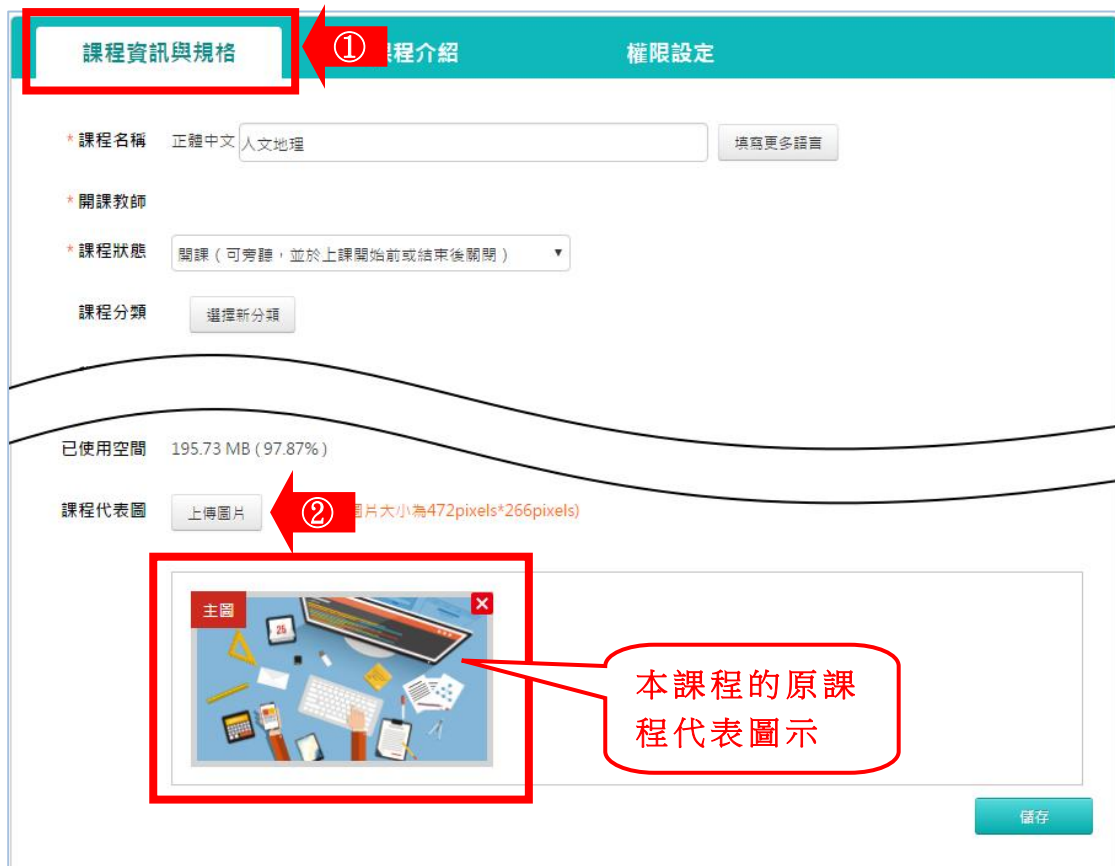 課程資訊與規格 ① 程介紹 權限設定
*課程名稱 正體中文 人文地理 填寫更多語言
*開課教師
*課程狀態 開課(可旁聽,並於上課開始前或結束後關閉) ▼
課程分類 選擇新分類
已使用空間 195.73 MB ( 97.87% )
課程代表圖 上傳圖片 ② 圖片大小為472pixels*266pixels)
主圖
25
本課程的原課
程代表圖示
儲存